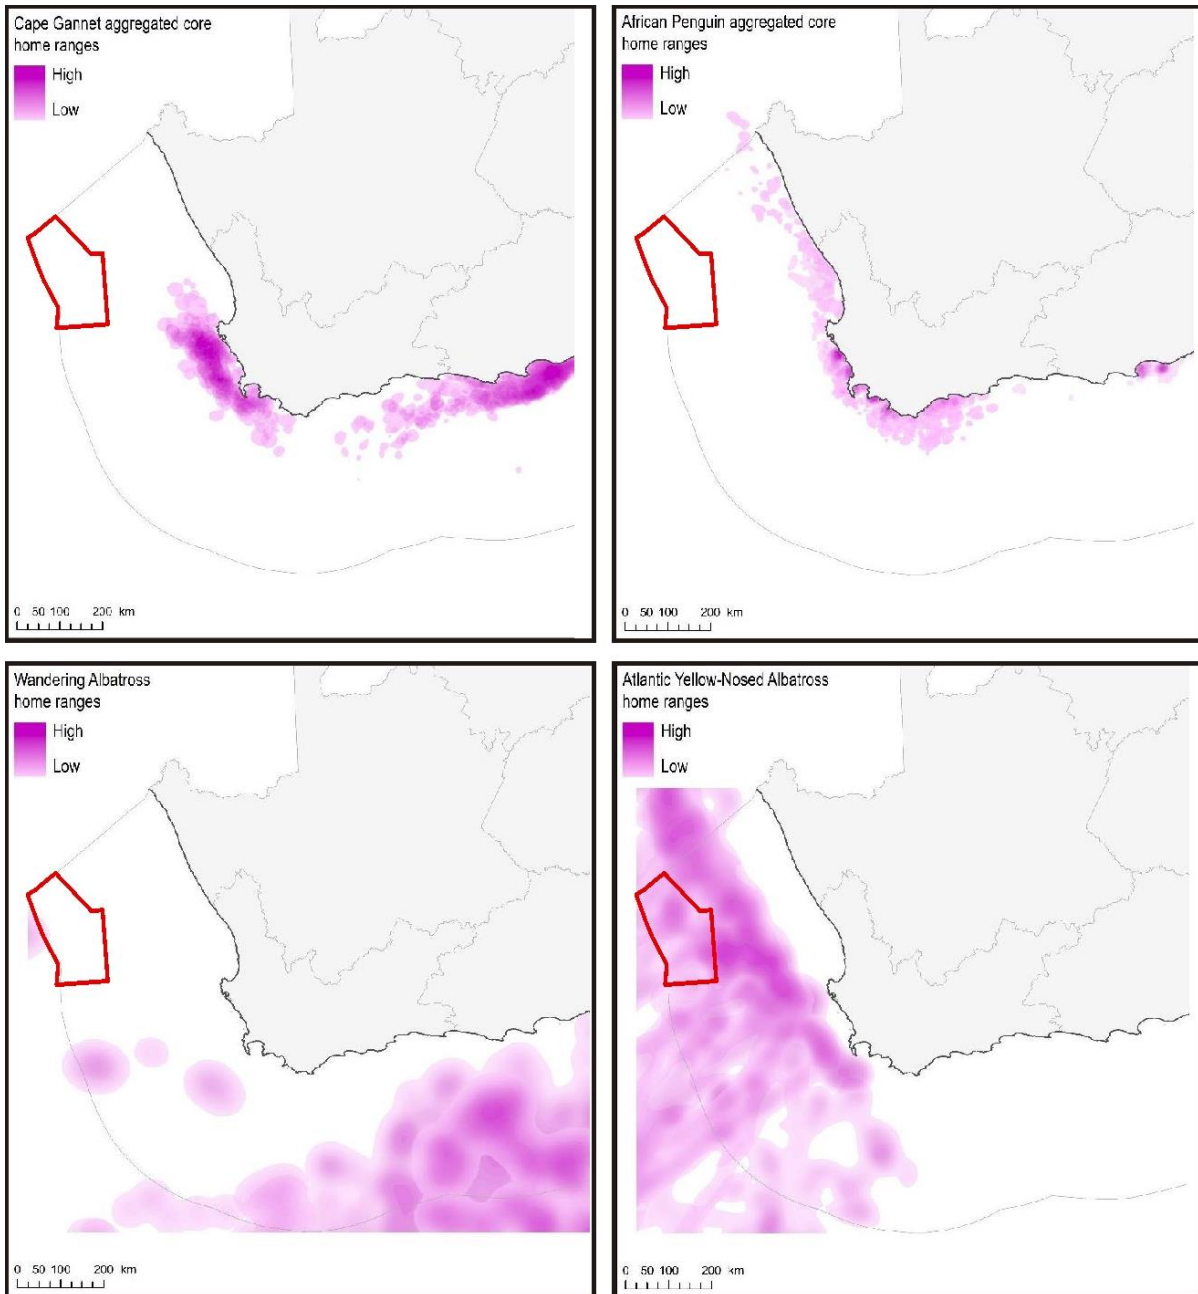 Cape Gannet aggregated core
home ranges
High
Low
0 50 100 200 km
African Penguin aggregated core
home ranges
High
Low
0 50 100 200 km
Wandering Albatross
home ranges
High
Low
0 50 100 200 km
Atlantic Yellow-Nosed Albatross
home ranges
High
Low
0 50 100 200 km